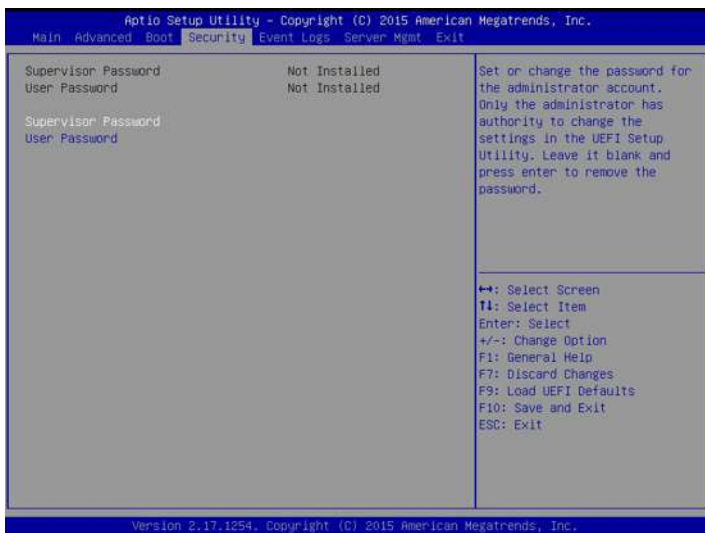 Aptio Setup Utility – Copyright (C) 2015 American Megatrends, Inc.
Main Advanced Boot Security Event Logs Server Mgmt Exit
Supervisor Password Not Installed
User Password Not Installed
Supervisor Password
User Password
Set or change the password for
the administrator account.
Only the administrator has
authority to change the
settings in the UEFI Setup
Utility. Leave it blank and
press enter to remove the
password.
↔: Select Screen
↑↓: Select Item
Enter: Select
+/-: Change Option
F1: General Help
F7: Discard Changes
F9: Load UEFI Defaults
F10: Save and Exit
ESC: Exit
Version 2.17.1254. Copyright (C) 2015 American Megatrends, Inc.